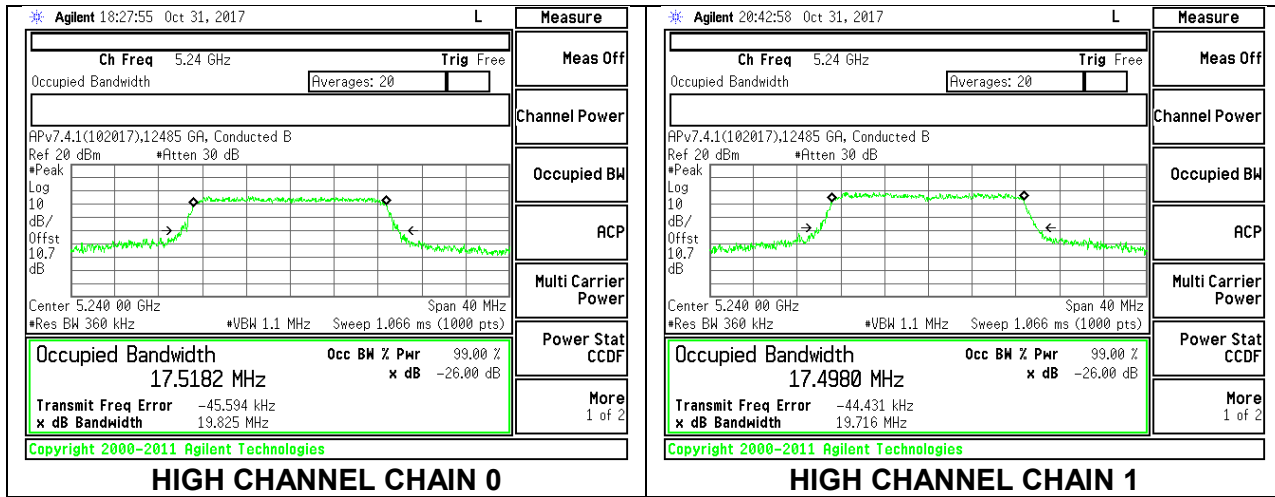 Agilent 18:27:55 Oct 31, 2017 L
Measure
Ch Freq 5.24 GHz Trig Free
Occupied Bandwidth Averages: 20
APv7.4.1(102017),12485 GA, Conducted B
Ref 20 dBm #Atten 30 dB
#Peak
Log
10
dB/
Offst
10.7
dB
Center 5.240 00 GHz Span 40 MHz
#Res BW 360 kHz #VBW 1.1 MHz Sweep 1.066 ms (1000 pts)
Occupied Bandwidth Occ BW % Pwr 99.00 %
17.5182 MHz x dB -26.00 dB
Transmit Freq Error -45.594 kHz
x dB Bandwidth 19.825 MHz
Copyright 2000-2011 Agilent Technologies
Meas Off
Channel Power
Occupied BW
ACP
Multi Carrier
Power
Power Stat
CCDF
More
1 of 2
HIGH CHANNEL CHAIN 0
Agilent 20:42:58 Oct 31, 2017 L
Measure
Ch Freq 5.24 GHz Trig Free
Occupied Bandwidth Averages: 20
APv7.4.1(102017),12485 GA, Conducted B
Ref 20 dBm #Atten 30 dB
#Peak
Log
10
dB/
Offst
10.7
dB
Center 5.240 00 GHz Span 40 MHz
#Res BW 360 kHz #VBW 1.1 MHz Sweep 1.066 ms (1000 pts)
Occupied Bandwidth Occ BW % Pwr 99.00 %
17.4980 MHz x dB -26.00 dB
Transmit Freq Error -44.431 kHz
x dB Bandwidth 19.716 MHz
Copyright 2000-2011 Agilent Technologies
Meas Off
Channel Power
Occupied BW
ACP
Multi Carrier
Power
Power Stat
CCDF
More
1 of 2
HIGH CHANNEL CHAIN 1